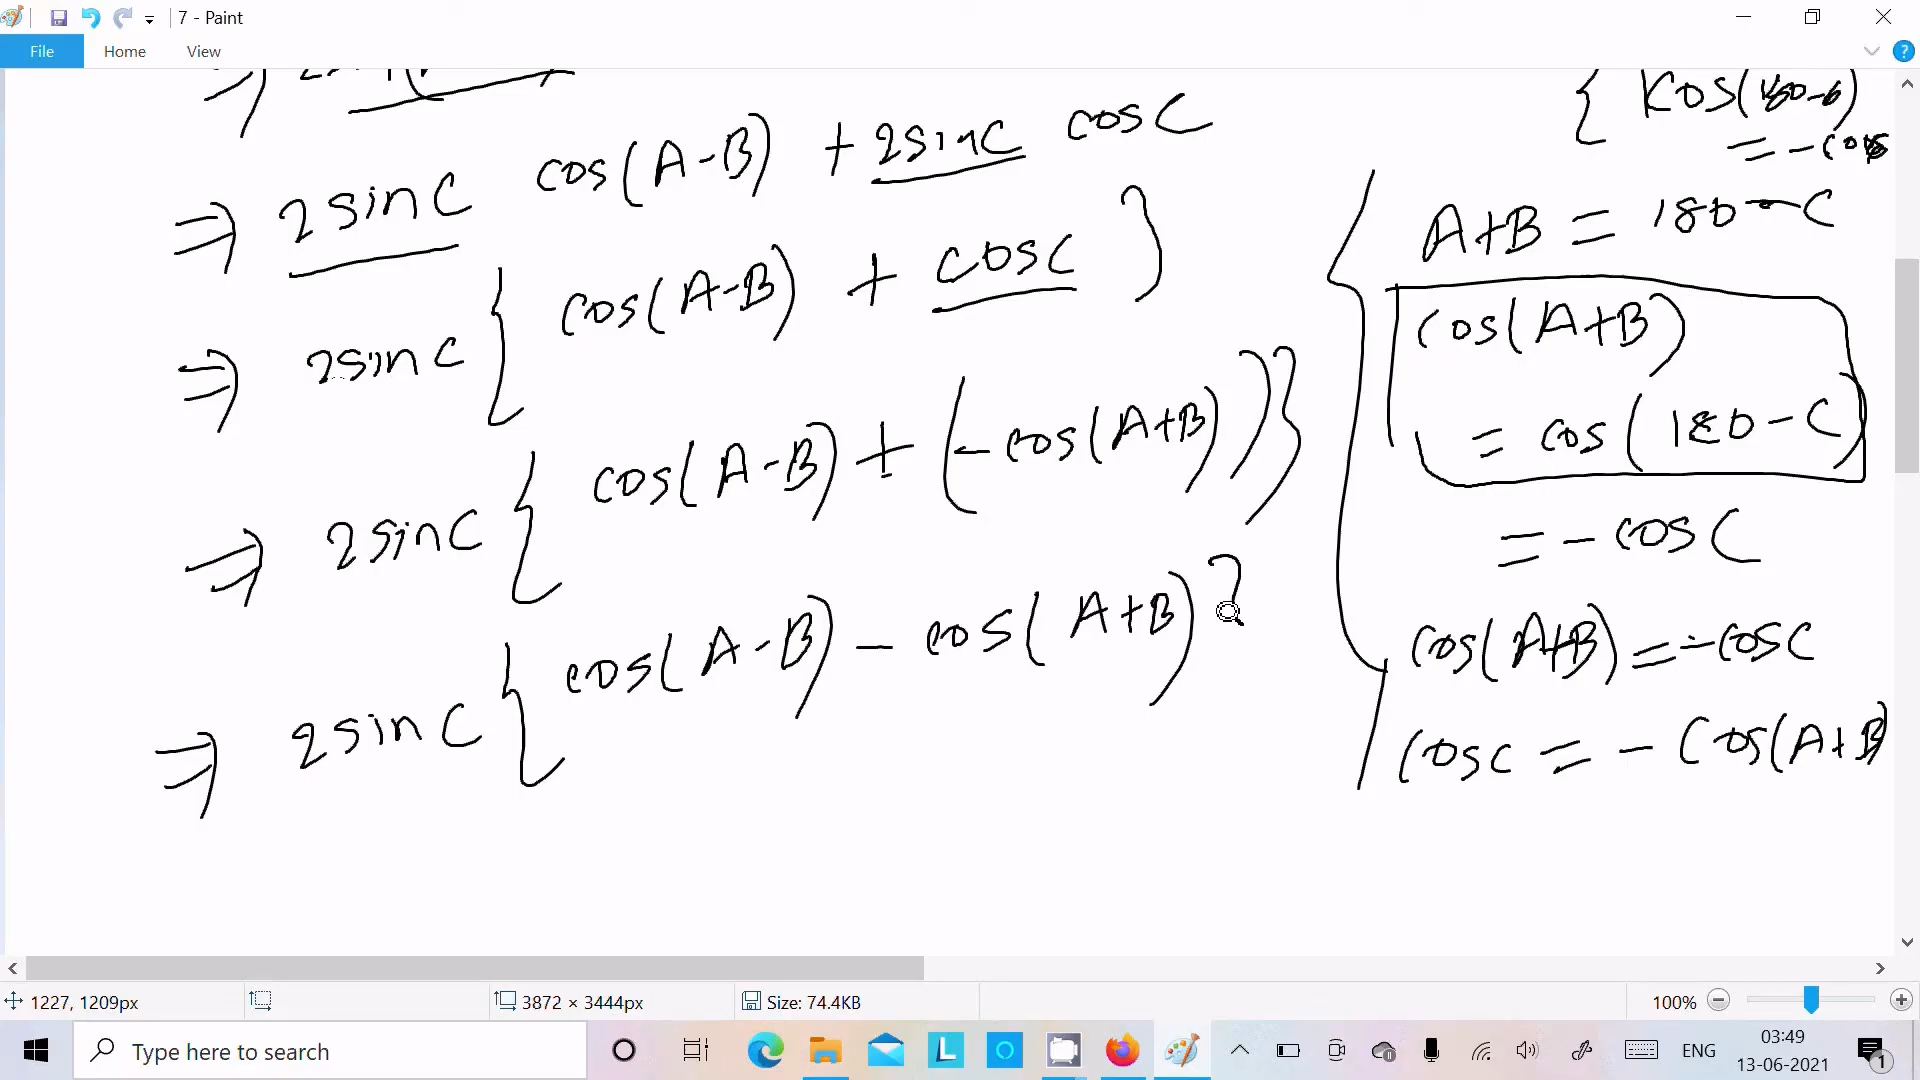 7 - Paint
File Home View
⇒ 2sinC cos(A-B) + 2sinC cosC
⇒ 2sinC { cos(A-B) + cosC }
⇒ 2sinC { cos(A-B) + (-cos(A+B))}
⇒ 2sinC { cos(A-B) - cos(A+B) }
= -cos
A+B = 180-C
cos(A+B)
= cos(180-C)
= -cosC
cos(A+B) = -cosC
cosC = -cos(A+B)
1227, 1209px 3872 × 3444px Size: 74.4KB 100%
Type here to search
ENG
03:49
13-06-2021
1